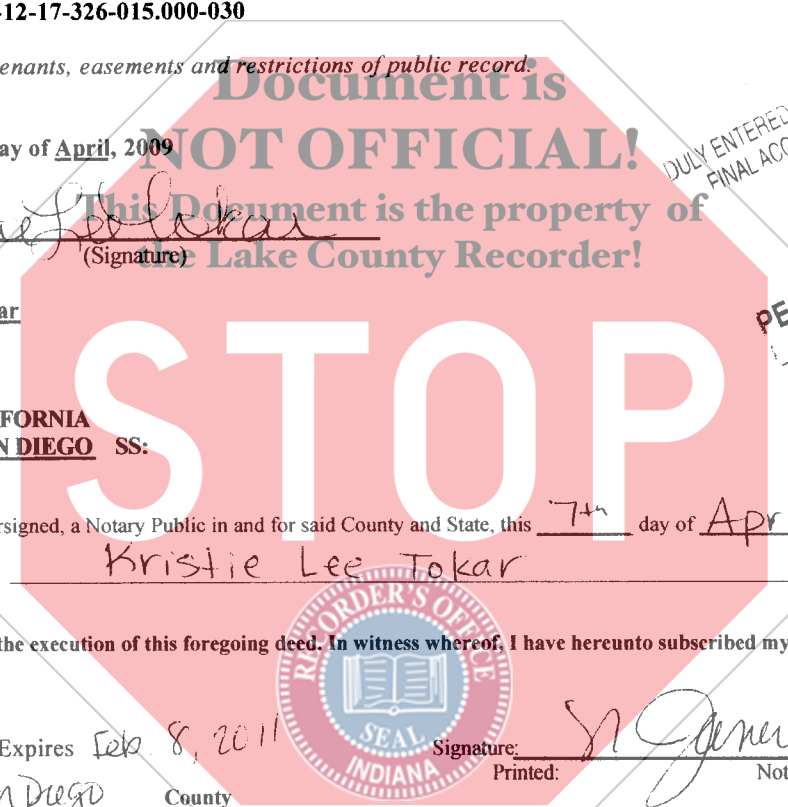 -12-17-326-015.000-030
enants, easements and restrictions of public record.
Document is
NOT OFFICIAL!
This Document is the property of
the Lake County Recorder!
DULY ENTERED
FINAL ACC
ay of April, 2009
(Signature)
ar
PE
STOP
FORNIA
N DIEGO SS:
rsigned, a Notary Public in and for said County and State, this 7th day of Apr
Kristie Lee Tokar
the execution of this foregoing deed. In witness whereof, I have hereunto subscribed my
RECORDER'S OFFICE
SEAL
INDIANA
Expires Feb 8, 2011
Signature:
Printed:
Not
n Diego County